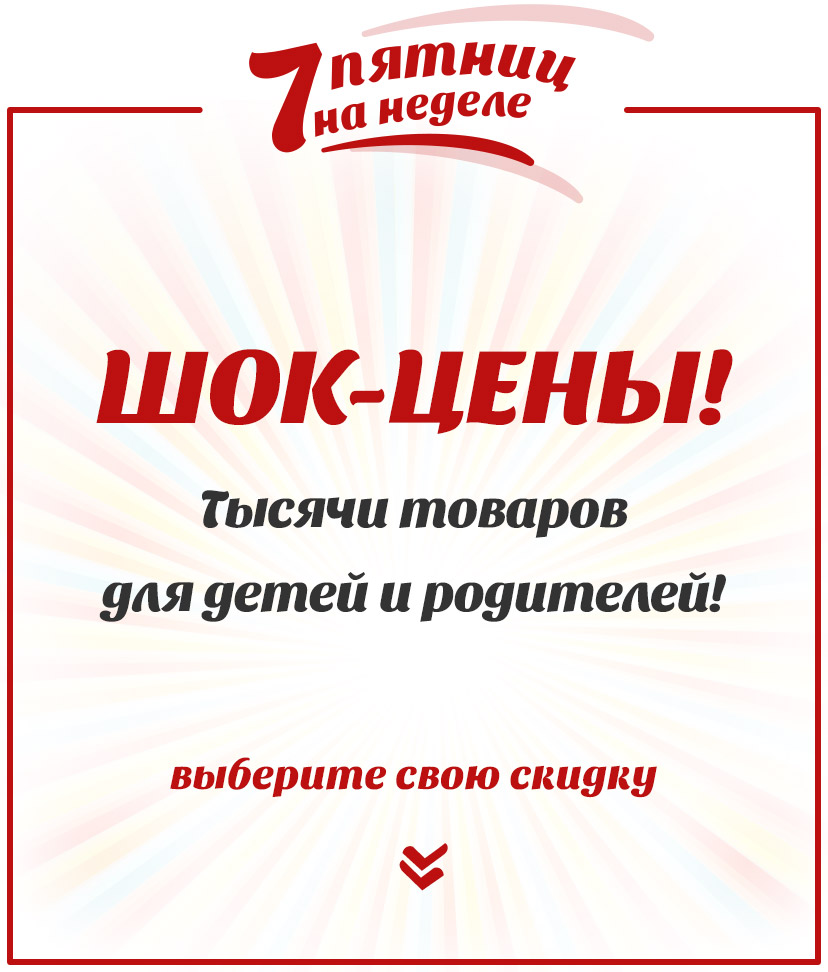 7 пятниц
на неделе
ШОК-ЦЕНЫ!
Тысячи товаров
для детей и родителей!
выберите свою скидку